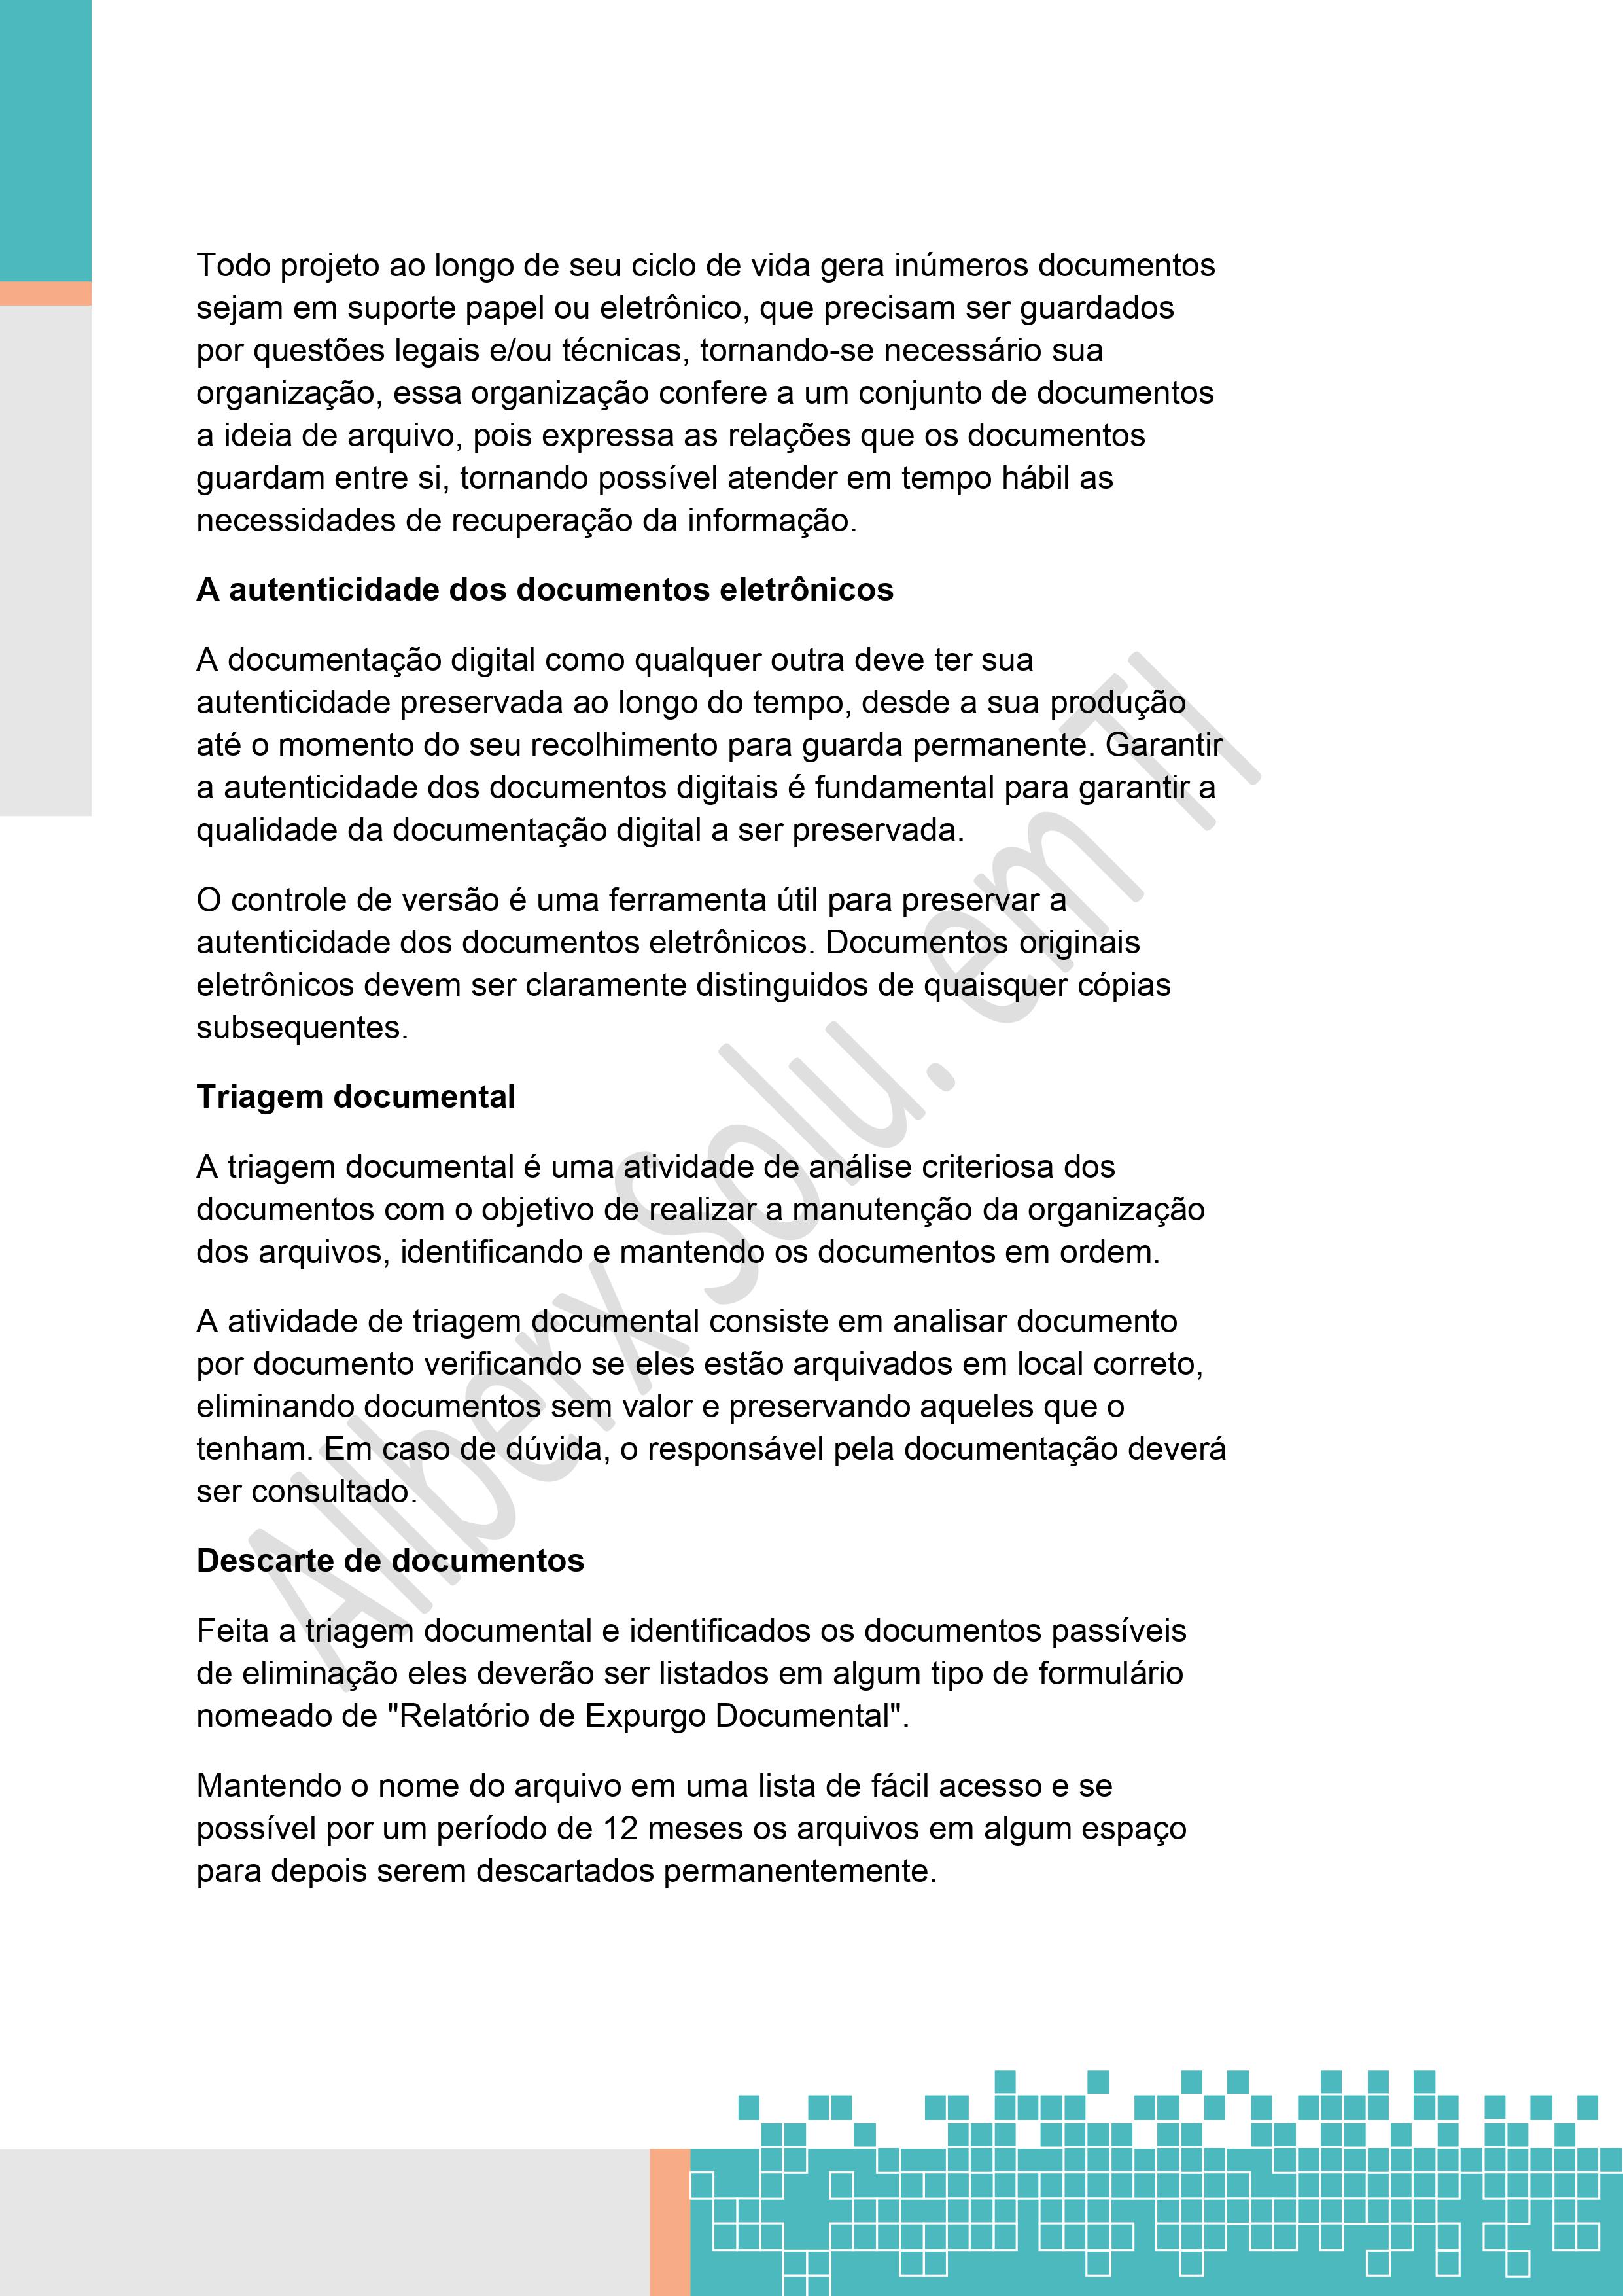 Todo projeto ao longo de seu ciclo de vida gera inúmeros documentos
sejam em suporte papel ou eletrônico, que precisam ser guardados
por questões legais e/ou técnicas, tornando-se necessário sua
organização, essa organização confere a um conjunto de documentos
a ideia de arquivo, pois expressa as relações que os documentos
guardam entre si, tornando possível atender em tempo hábil as
necessidades de recuperação da informação.
A autenticidade dos documentos eletrônicos
A documentação digital como qualquer outra deve ter sua
autenticidade preservada ao longo do tempo, desde a sua produção
até o momento do seu recolhimento para guarda permanente. Garantir
a autenticidade dos documentos digitais é fundamental para garantir a
qualidade da documentação digital a ser preservada.
O controle de versão é uma ferramenta útil para preservar a
autenticidade dos documentos eletrônicos. Documentos originais
eletrônicos devem ser claramente distinguidos de quaisquer cópias
subsequentes.
Triagem documental
A triagem documental é uma atividade de análise criteriosa dos
documentos com o objetivo de realizar a manutenção da organização
dos arquivos, identificando e mantendo os documentos em ordem.
A atividade de triagem documental consiste em analisar documento
por documento verificando se eles estão arquivados em local correto,
eliminando documentos sem valor e preservando aqueles que o
tenham. Em caso de dúvida, o responsável pela documentação deverá
ser consultado.
Descarte de documentos
Feita a triagem documental e identificados os documentos passíveis
de eliminação eles deverão ser listados em algum tipo de formulário
nomeado de "Relatório de Expurgo Documental".
Mantendo o nome do arquivo em uma lista de fácil acesso e se
possível por um período de 12 meses os arquivos em algum espaço
para depois serem descartados permanentemente.
Allberx Solu. em TI